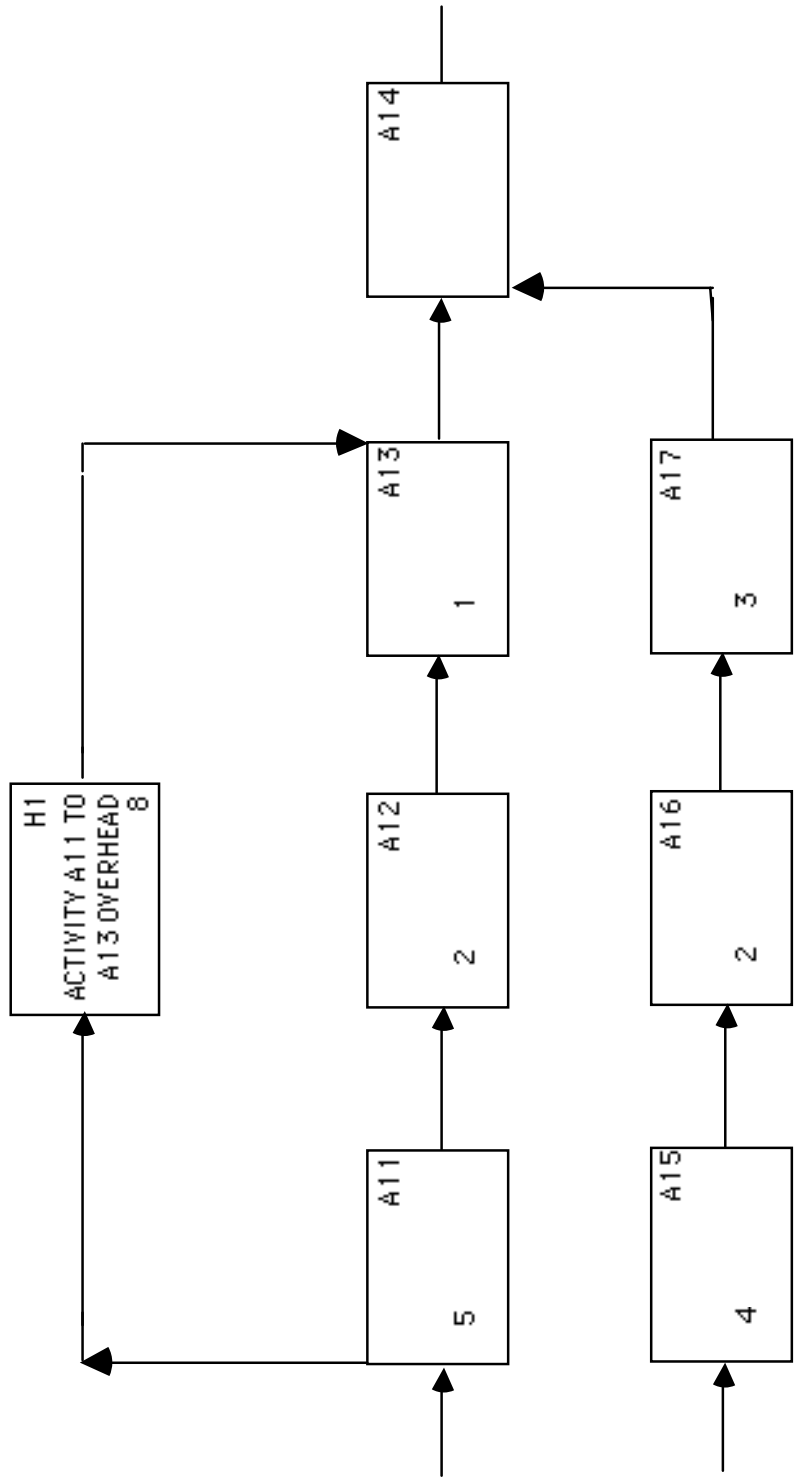 H1
ACTIVITY A11 TO
A13 OVERHEAD
8
A11
5
A12
2
A13
1
A14
A15
4
A16
2
A17
3